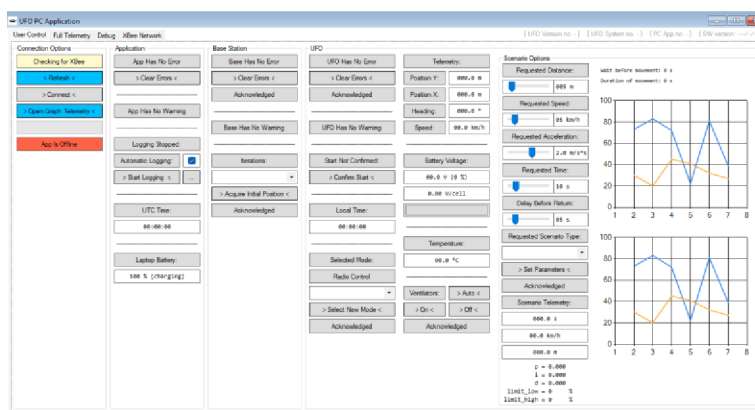 UFO PC Application
User Control Full Telemetry Debug XBee Network
[ UFO Version no. -] [ UFO System no. -] [ PC App no. -] [ SW version: --/-/
Connection Options
Checking for XBee
> Refresh <
> Connect <
> Open Graph Telemetry <
App Is Offline
Application
App Has No Error
> Clear Errors <
App Has No Warning
Logging Stopped:
Automatic Logging:
> Start Logging < ...
UTC Time:
00:00:00
Laptop Battery:
100 % (charging)
Base Station
Base Has No Error
> Clear Errors <
Acknowledged
Base Has No Warning
Iterations:
> Acquire Initial Position <
Acknowledged
UFO
UFO Has No Error
> Clear Errors <
Acknowledged
UFO Has No Warning
Start Not Confirmed:
> Confirm Start <
Local Time:
00:00:00
Selected Mode:
Radio Control
> Select New Mode <
Acknowledged
Telemetry:
Position Y: 000.0 m
Position X: 000.0 m
Heading: 000.0 °
Speed: 00.0 km/h
Battery Voltage:
00.0 V (0 %)
0.00 V/cell
Temperature:
00.0 °C
Ventilators: > Auto <
> On < > Off <
Acknowledged
Scenario Options
Requested Distance:
005 m
Requested Speed:
05 km/h
Requested Acceleration:
2.0 m/s*s
Requested Time:
10 s
Delay Before Return:
05 s
Requested Scenario Type:
> Set Parameters <
Acknowledged
Scenario Telemetry:
000.0 s
00.0 km/h
000.0 m
p = 0.000
i = 0.000
d = 0.000
limit_low = 0 %
limit_high = 0 %
Wait before movement: 0 s
Duration of movement: 0 s
100
80
60
40
20
0
1 2 3 4 5 6 7 8
100
80
60
40
20
0
1 2 3 4 5 6 7 8